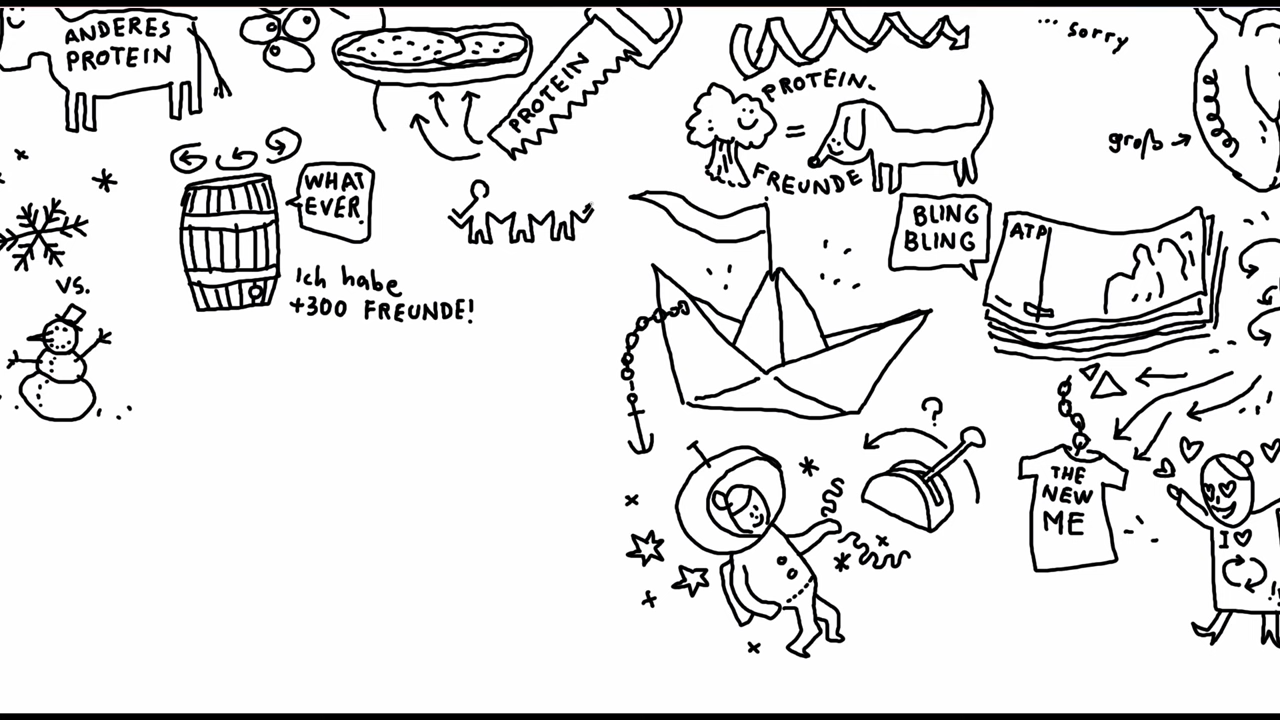 ANDERES
PROTEIN
PROTEIN
... sorry
PROTEIN.
=
FREUNDE
groß →
WHAT
EVER.
BLING
BLING
ATP
vs.
Ich habe
+300 FREUNDE!
?
THE
NEW
ME
I ♡
!!